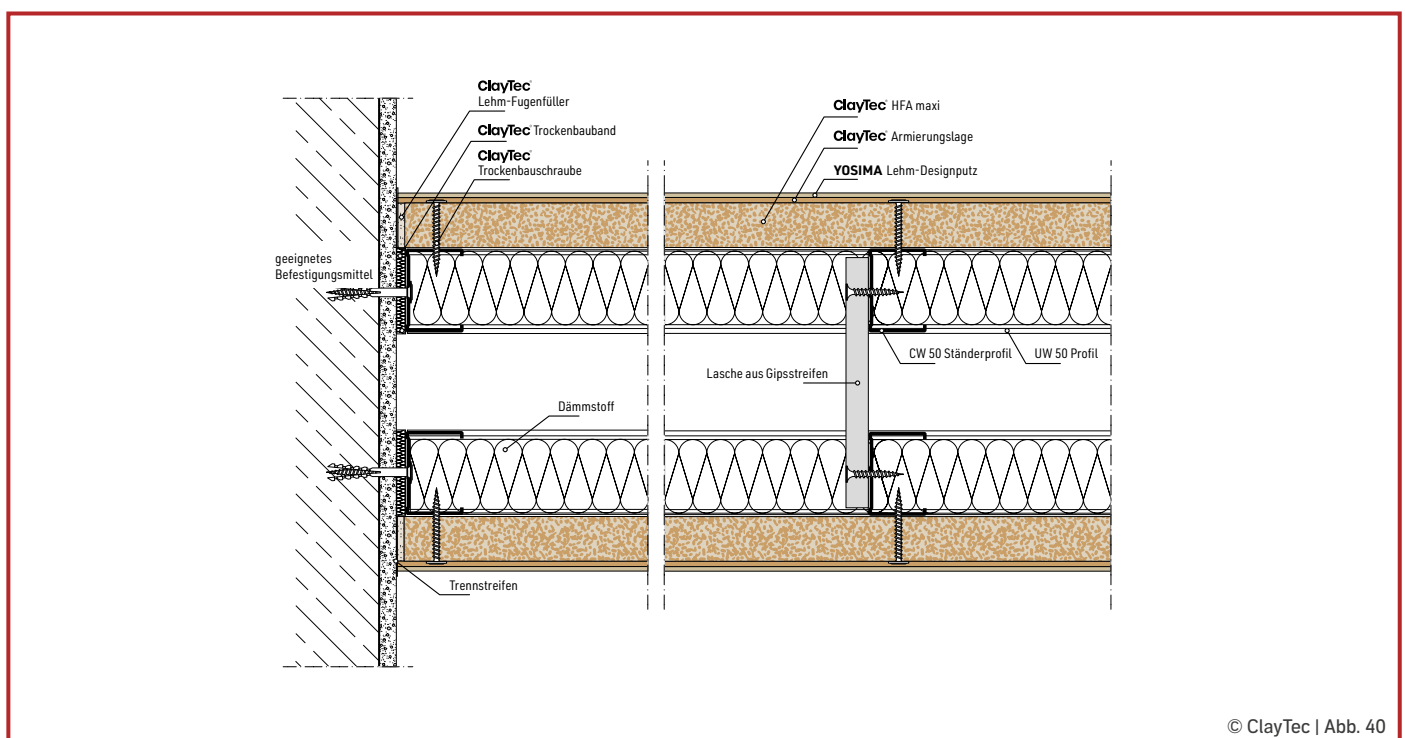 ClayTec®
Lehm-Fugenfüller
ClayTec® Trockenbauband
ClayTec®
Trockenbauschraube
geeignetes
Befestigungsmittel
ClayTec® HFA maxi
ClayTec® Armierungslage
YOSIMA Lehm-Designputz
CW 50 Ständerprofil
UW 50 Profil
Lasche aus Gipsstreifen
Dämmstoff
Trennstreifen
© ClayTec | Abb. 40